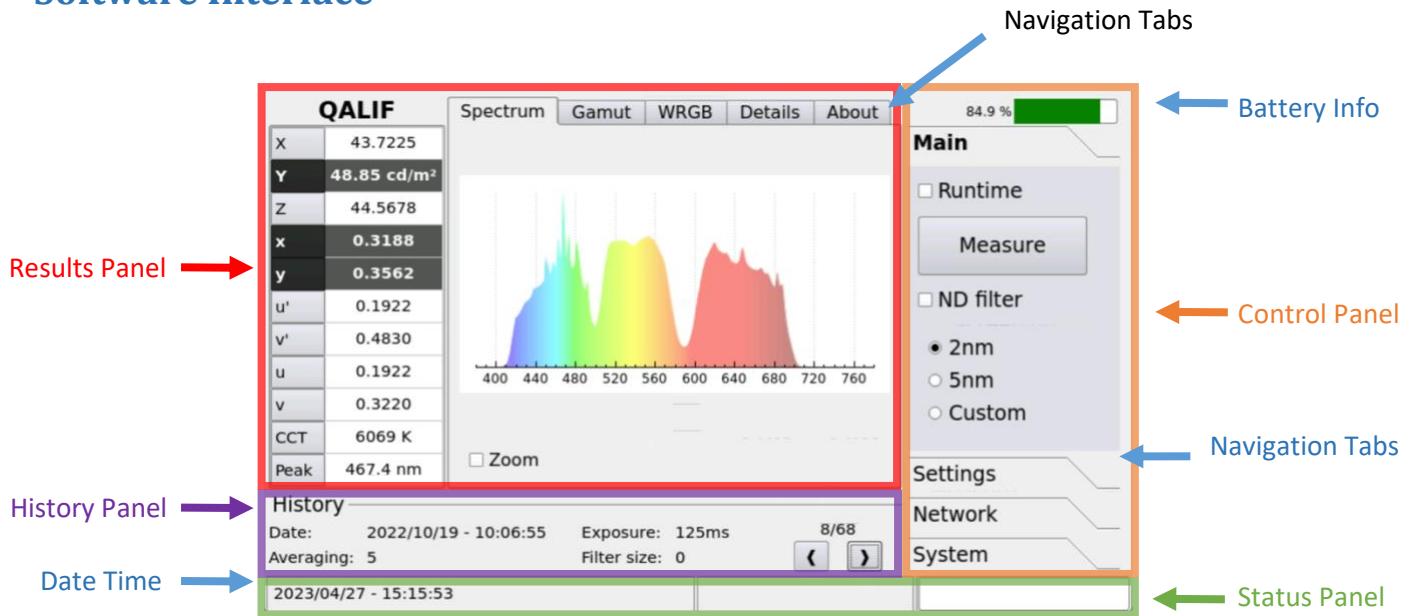 Navigation Tabs
QALIF
Spectrum Gamut WRGB Details About
84.9 %
Battery Info
X 43.7225
Y 48.85 cd/m²
Z 44.5678
x 0.3188
y 0.3562
u' 0.1922
v' 0.4830
u 0.1922
v 0.3220
CCT 6069 K
Peak 467.4 nm
Results Panel
400 440 480 520 560 600 640 680 720 760
Zoom
Main
Runtime
Measure
ND filter
2nm
5nm
Custom
Control Panel
Navigation Tabs
Settings
Network
System
History Panel
History
Date: 2022/10/19 - 10:06:55 Exposure: 125ms 8/68
Averaging: 5 Filter size: 0 ❰ ❱
Date Time
2023/04/27 - 15:15:53
Status Panel